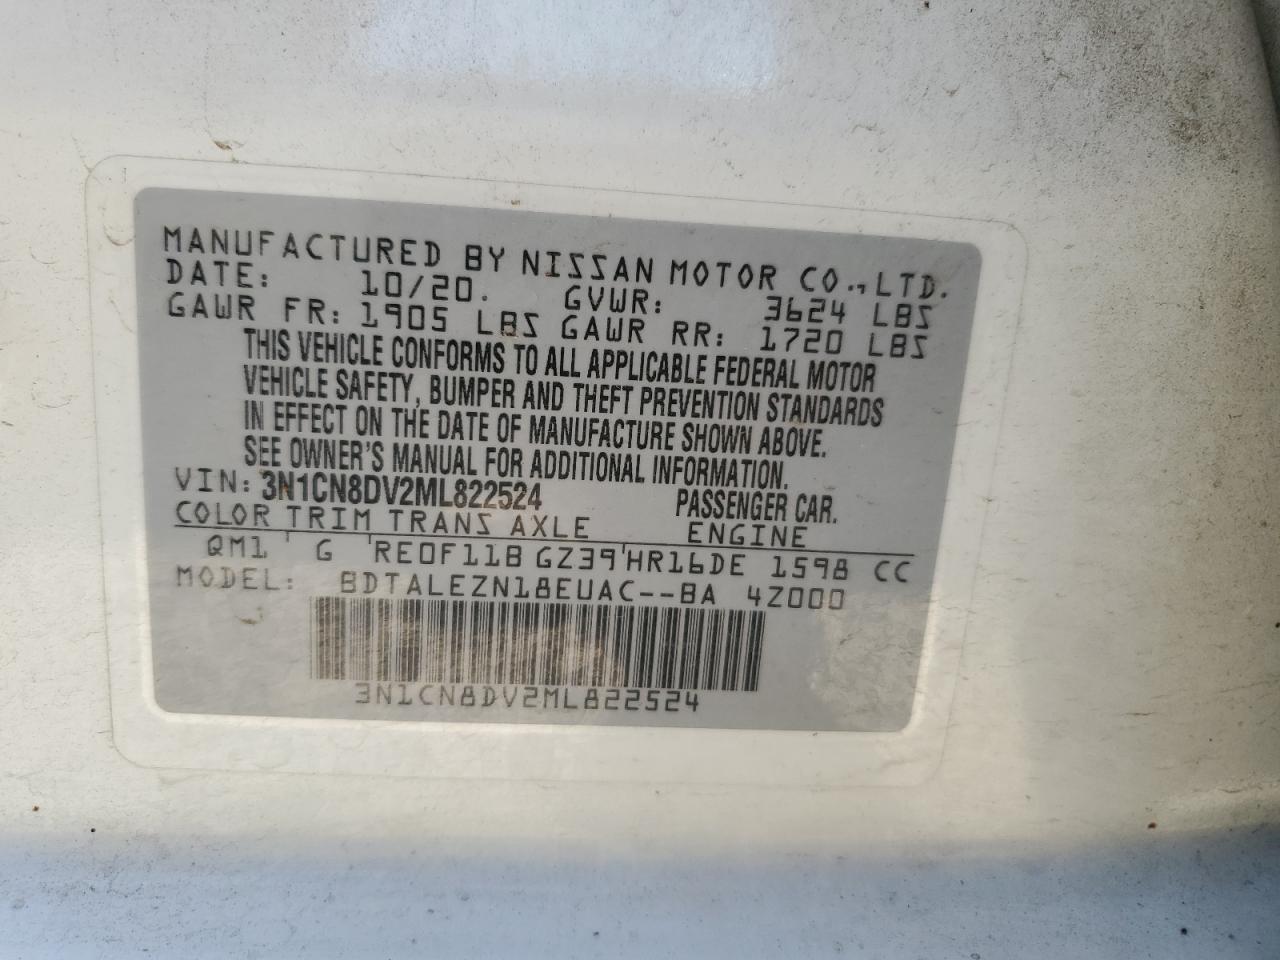 MANUFACTURED BY NISSAN MOTOR CO., LTD.
DATE: 10/20. GVWR: 3624 LBS
GAWR FR: 1905 LBS GAWR RR: 1720 LBS
THIS VEHICLE CONFORMS TO ALL APPLICABLE FEDERAL MOTOR
VEHICLE SAFETY, BUMPER AND THEFT PREVENTION STANDARDS
IN EFFECT ON THE DATE OF MANUFACTURE SHOWN ABOVE.
SEE OWNER'S MANUAL FOR ADDITIONAL INFORMATION.
VIN: 3N1CN8DV2ML822524 PASSENGER CAR.
COLOR TRIM TRANS AXLE ENGINE
QM1 G RE0F11B GZ39 HR16DE 1598 CC
MODEL: BDTALEZN18EUAC--BA 4Z000
3N1CN8DV2ML822524